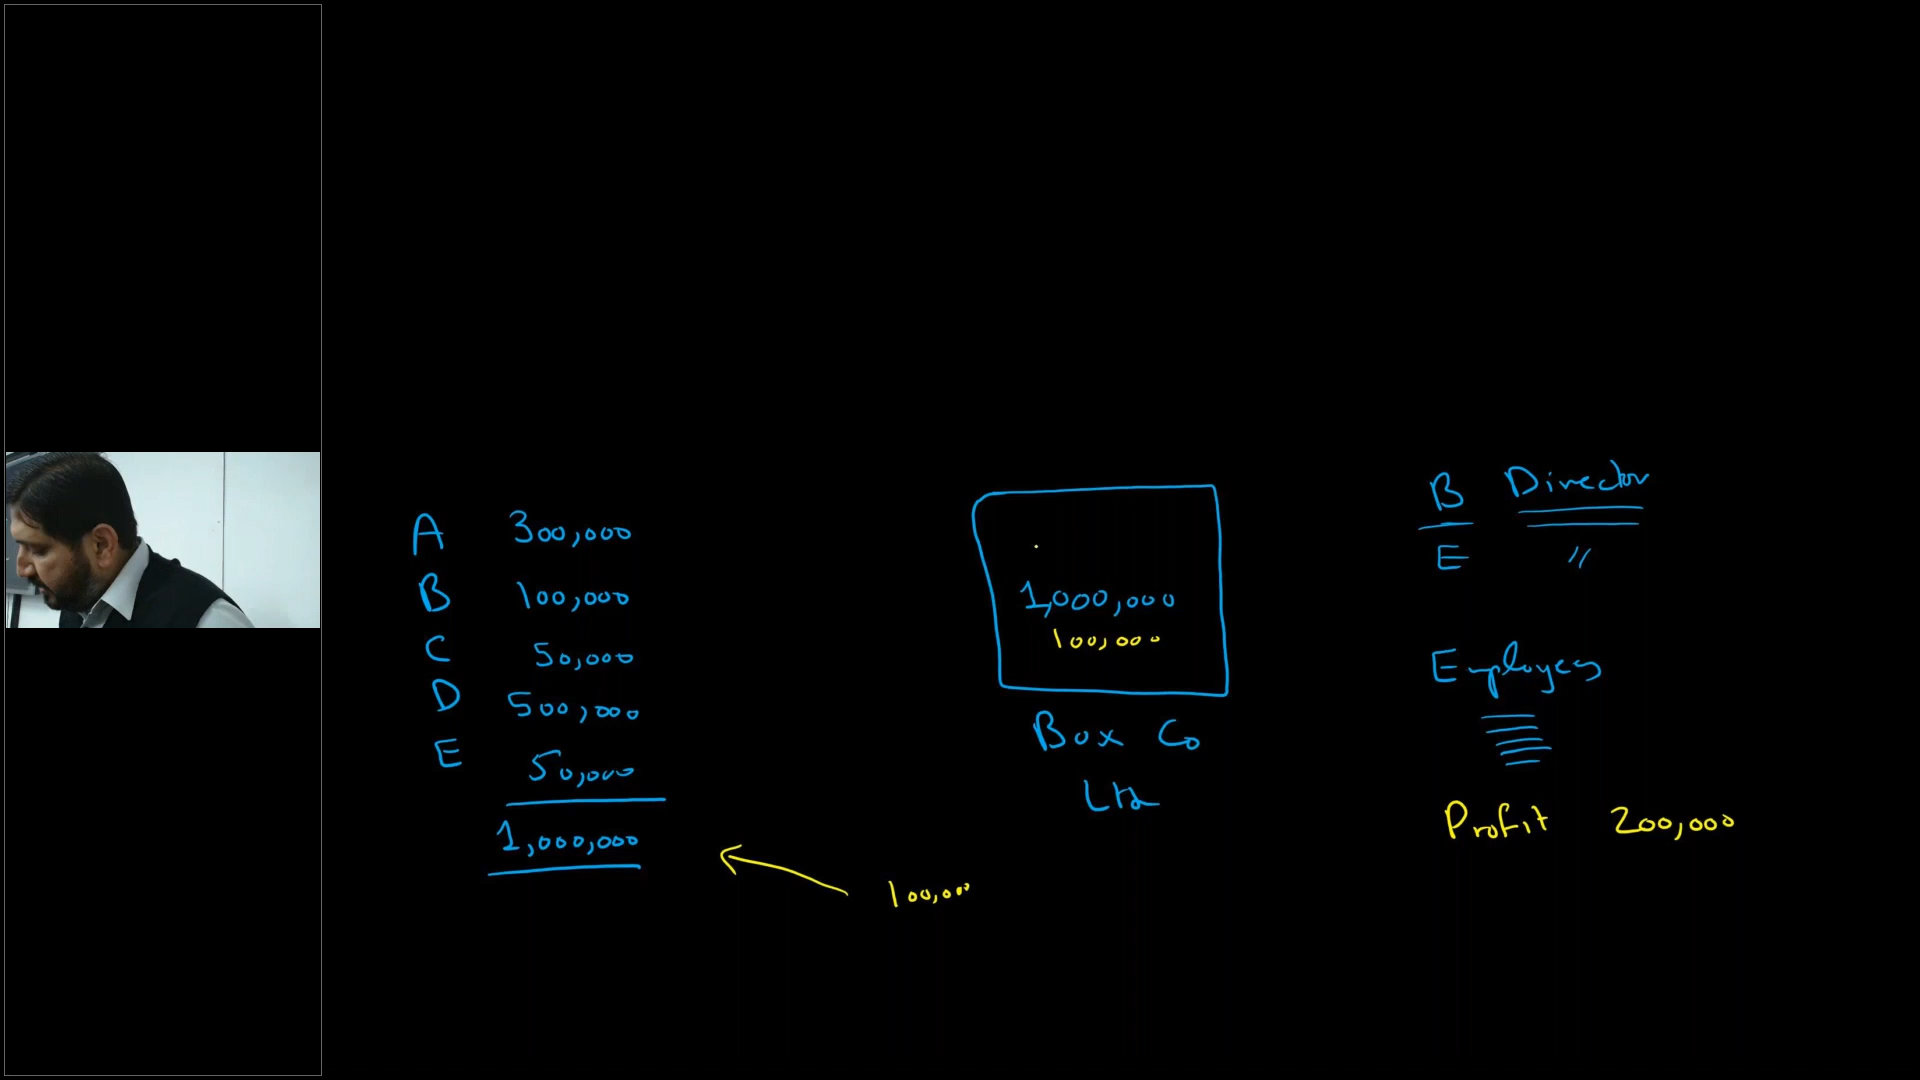 A 300,000
B 100,000
C 50,000
D 500,000
E 50,000
1,000,000
100,000
1,000,000
100,000
Box Co
Ltd
B Director
E "
Employees
Profit 200,000